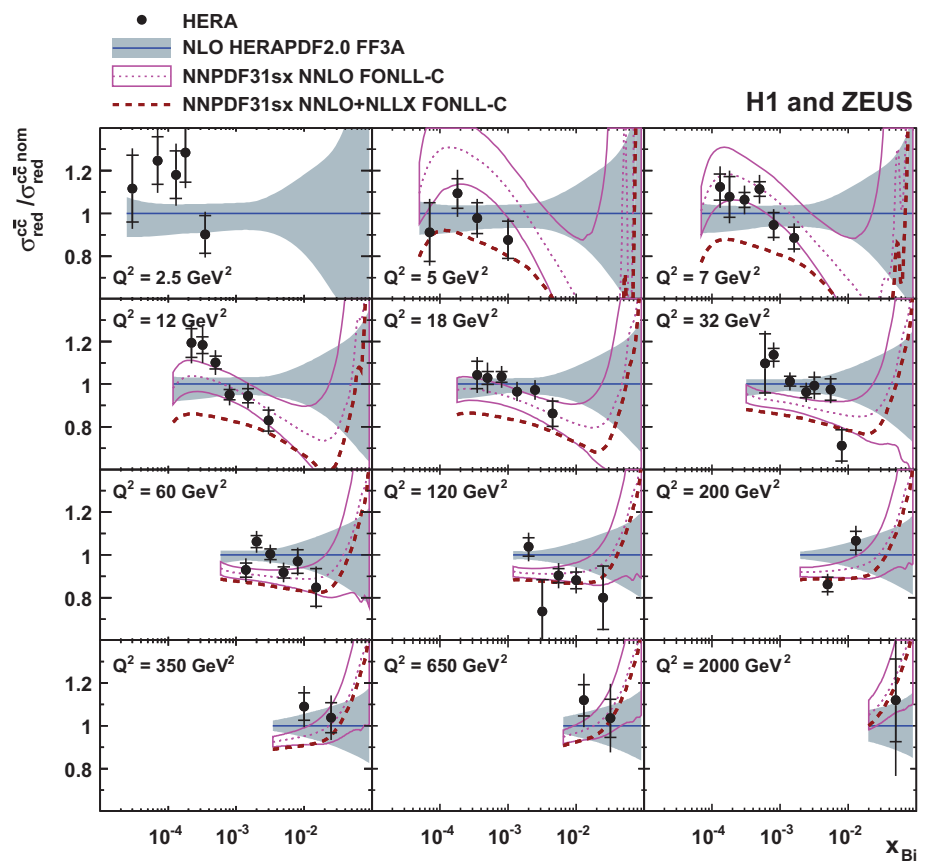 HERA
NLO HERAPDF2.0 FF3A
NNPDF31sx NNLO FONLL-C
NNPDF31sx NNLO+NLLX FONLL-C
H1 and ZEUS
σ_red^cc̄ / σ_red^cc̄ nom
1.2
1
0.8
Q² = 2.5 GeV²
Q² = 5 GeV²
Q² = 7 GeV²
Q² = 12 GeV²
Q² = 18 GeV²
Q² = 32 GeV²
1.2
1
0.8
Q² = 60 GeV²
Q² = 120 GeV²
Q² = 200 GeV²
1.2
1
0.8
Q² = 350 GeV²
Q² = 650 GeV²
Q² = 2000 GeV²
1.2
1
0.8
10⁻⁴ 10⁻³ 10⁻² 10⁻⁴ 10⁻³ 10⁻² 10⁻⁴ 10⁻³ 10⁻²
x_Bj